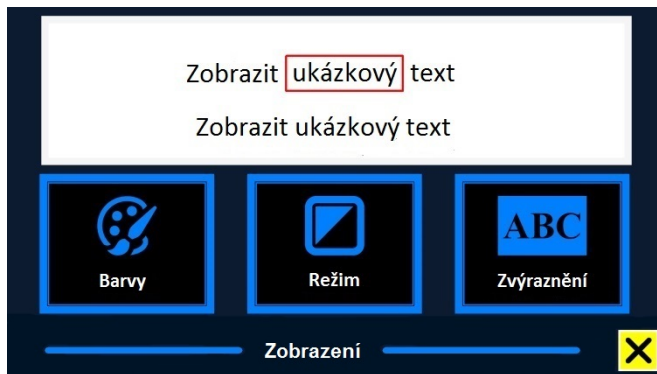 Zobrazit ukázkový text
Zobrazit ukázkový text
ABC
Barvy
Režim
Zvýraznění
Zobrazení